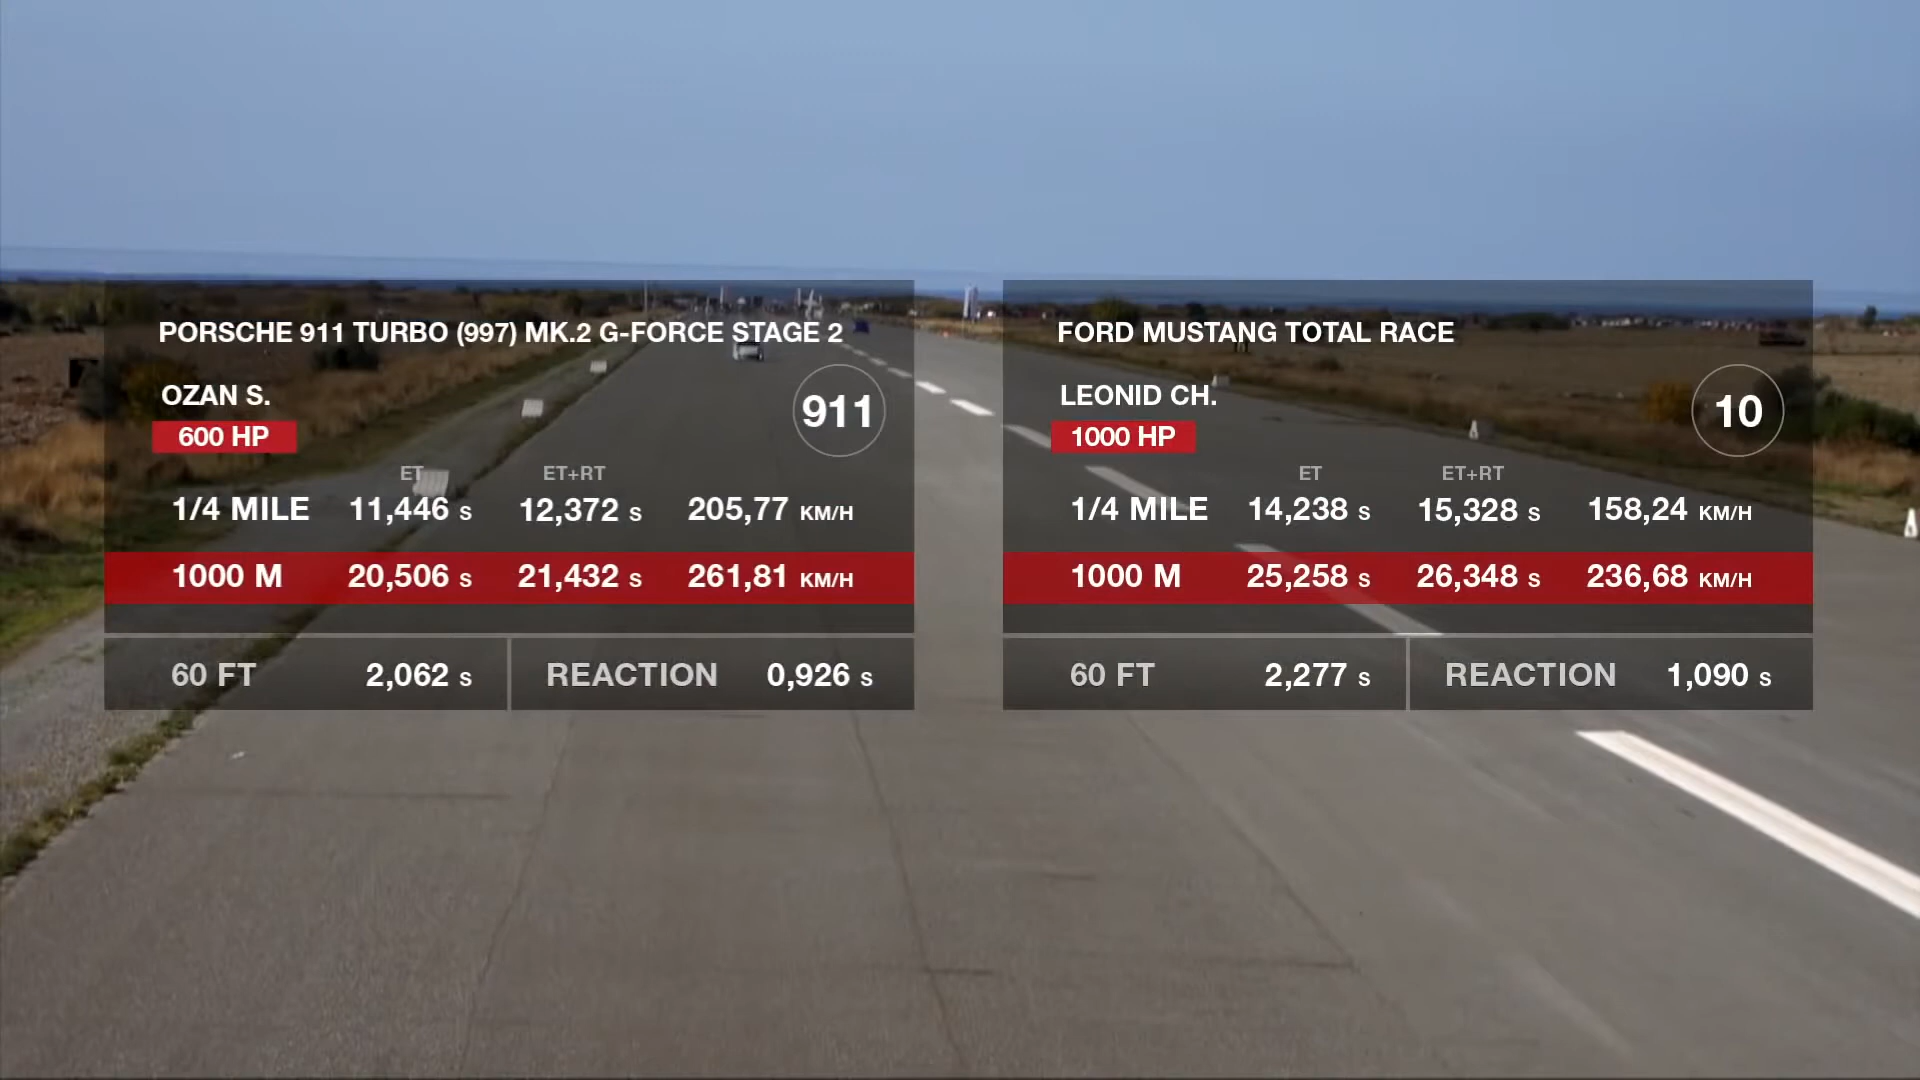 PORSCHE 911 TURBO (997) MK.2 G-FORCE STAGE 2
OZAN S.
911
600 HP
ET ET+RT
1/4 MILE 11,446 S 12,372 S 205,77 KM/H
1000 M 20,506 S 21,432 S 261,81 KM/H
60 FT 2,062 S REACTION 0,926 S
FORD MUSTANG TOTAL RACE
LEONID CH.
10
1000 HP
ET ET+RT
1/4 MILE 14,238 S 15,328 S 158,24 KM/H
1000 M 25,258 S 26,348 S 236,68 KM/H
60 FT 2,277 S REACTION 1,090 S